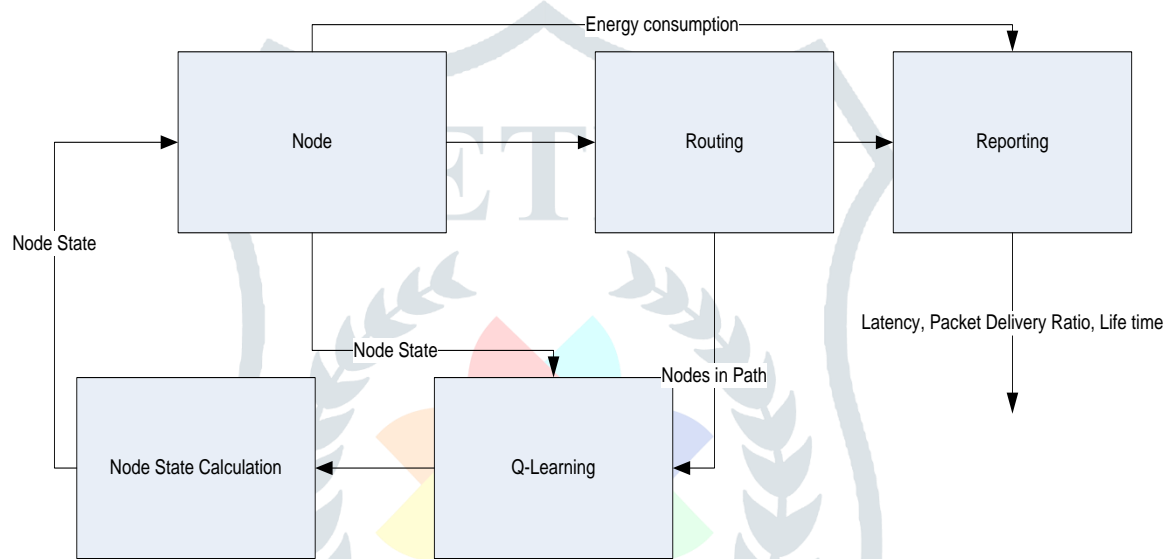 Energy consumption
Node
Routing
Reporting
Node State
Latency, Packet Delivery Ratio, Life time
Node State
Nodes in Path
Node State Calculation
Q-Learning